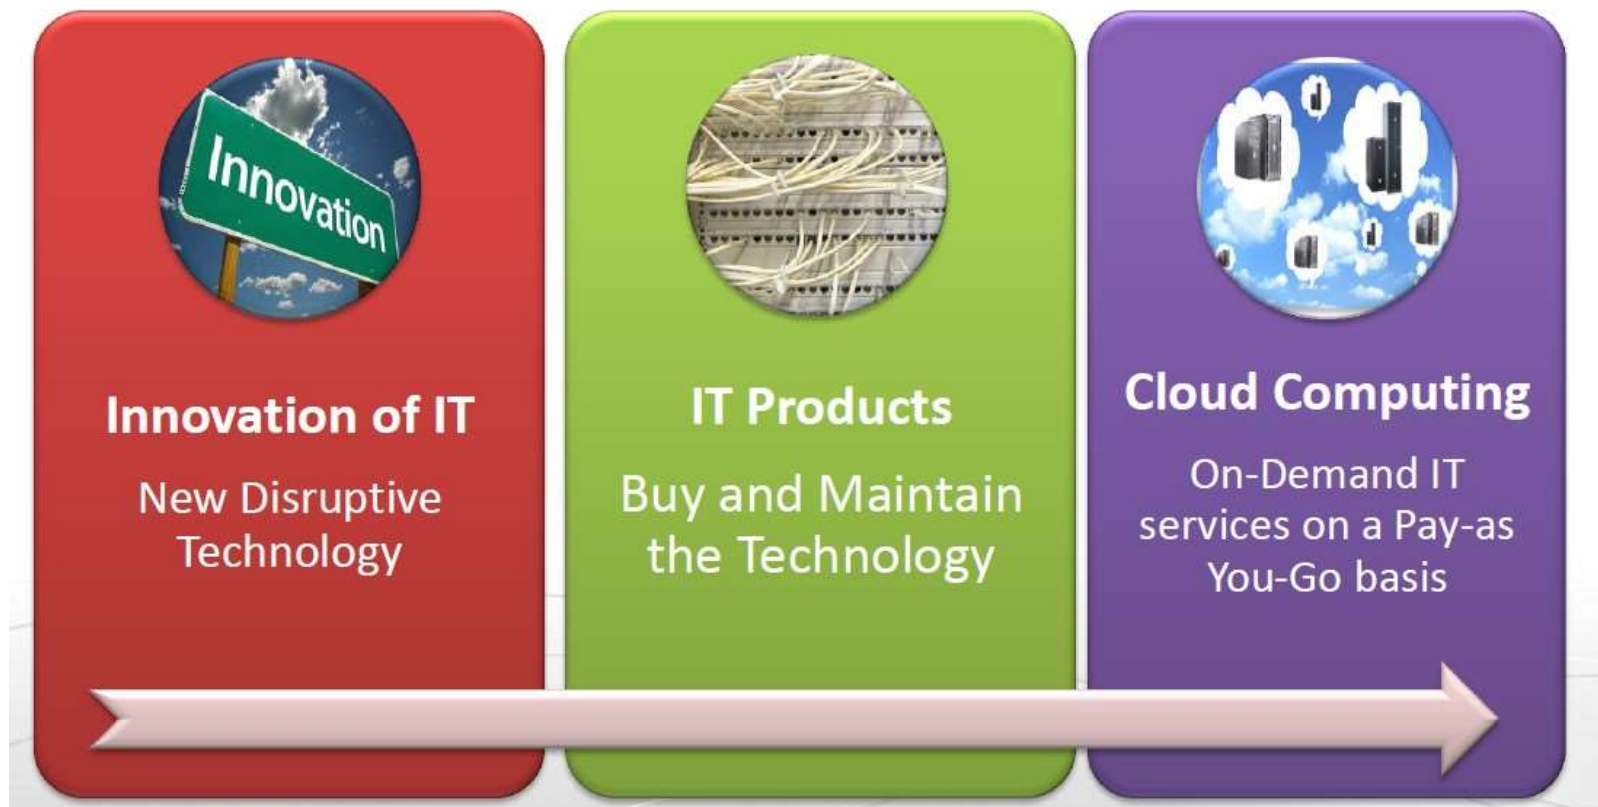 Innovation
Innovation of IT
New Disruptive
Technology
IT Products
Buy and Maintain
the Technology
Cloud Computing
On-Demand IT
services on a Pay-as
You-Go basis